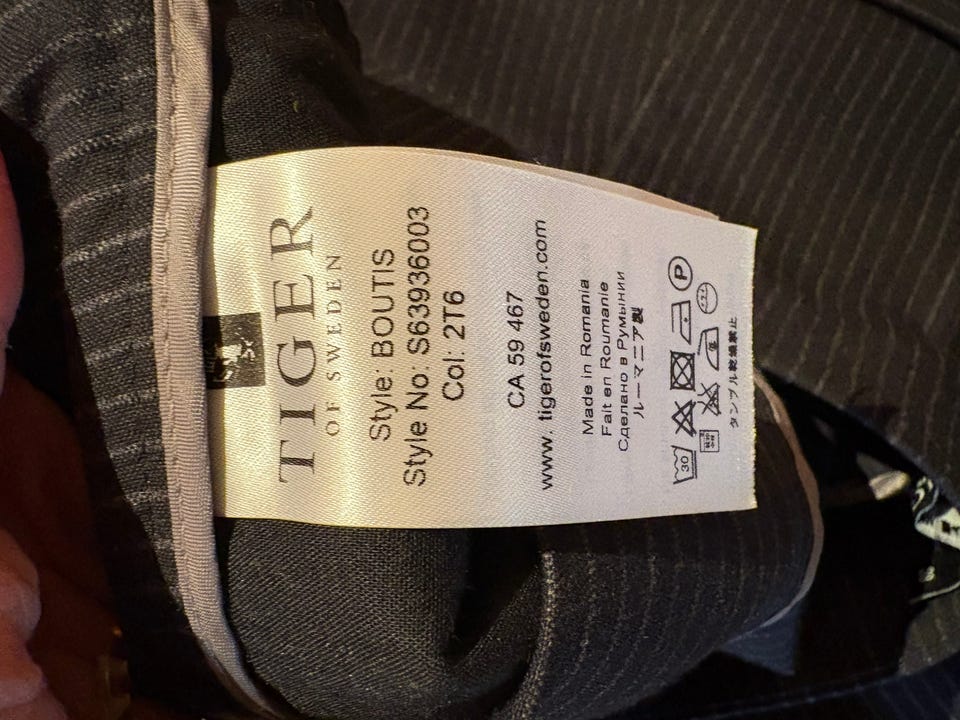 TIGER
OF SWEDEN
Style: BOUTIS
Style No: S63936003
Col: 2T6
CA 59 467
www. tigerofsweden.com
Made in Romania
Fait en Roumanie
Сделано в Румынии
ルーマニア製
30 P
タンブル乾燥禁止